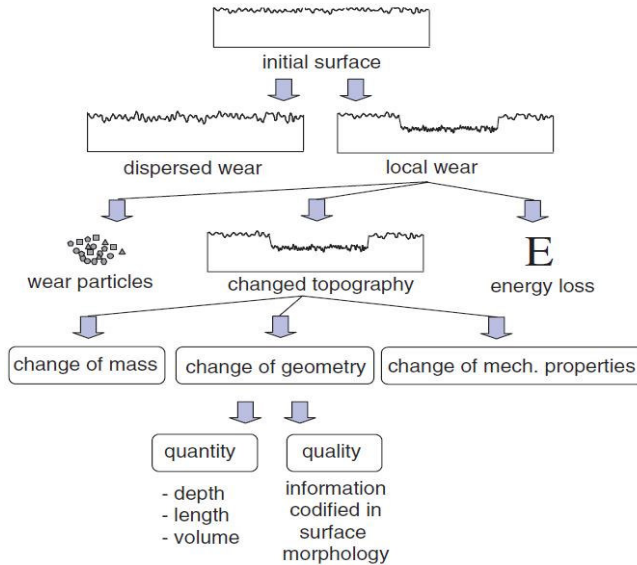 initial surface
dispersed wear
local wear
wear particles
changed topography
E
energy loss
change of mass
change of geometry
change of mech. properties
quantity
- depth
- length
- volume
quality
information
codified in
surface
morphology